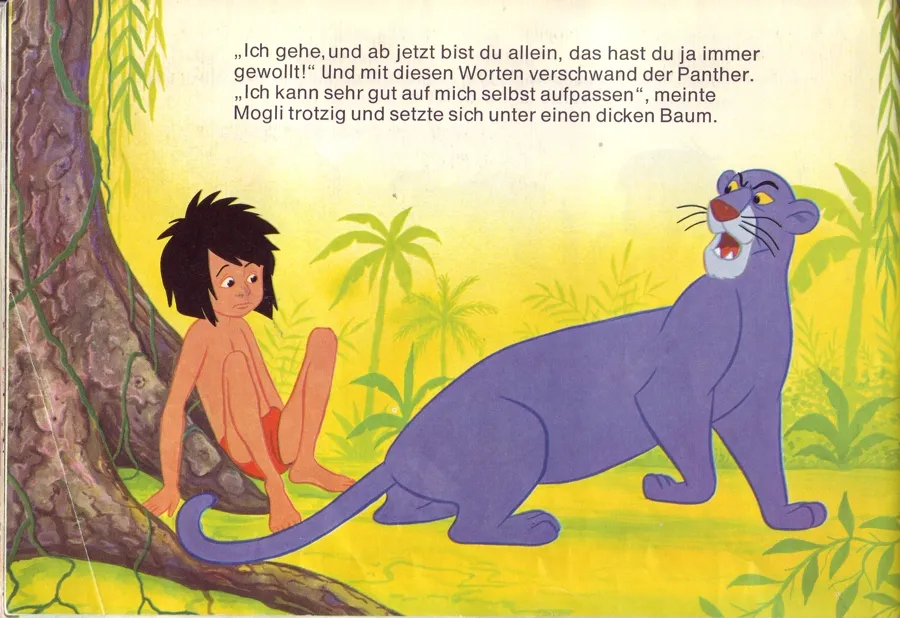 „Ich gehe, und ab jetzt bist du allein, das hast du ja immer
gewollt!“ Und mit diesen Worten verschwand der Panther.
„Ich kann sehr gut auf mich selbst aufpassen“, meinte
Mogli trotzig und setzte sich unter einen dicken Baum.